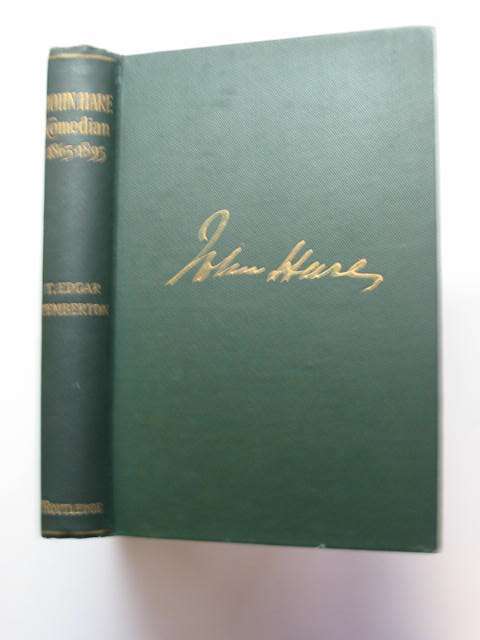 JOHN HARE
Comedian
1865-1895
T. EDGAR
PEMBERTON
ROUTLEDGE
John Hare